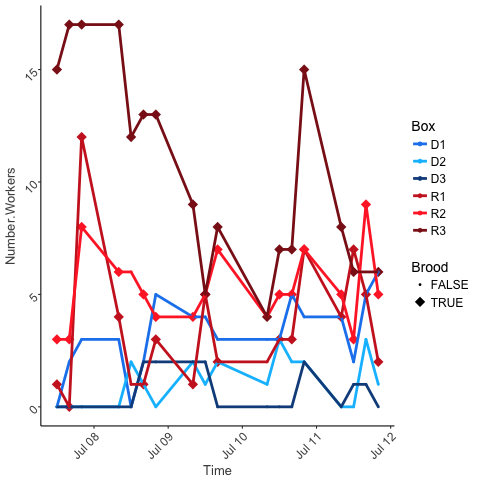 Number.Workers
15
10
5
0
Jul 08
Jul 09
Jul 10
Jul 11
Jul 12
Time
Box
D1
D2
D3
R1
R2
R3
Brood
FALSE
TRUE